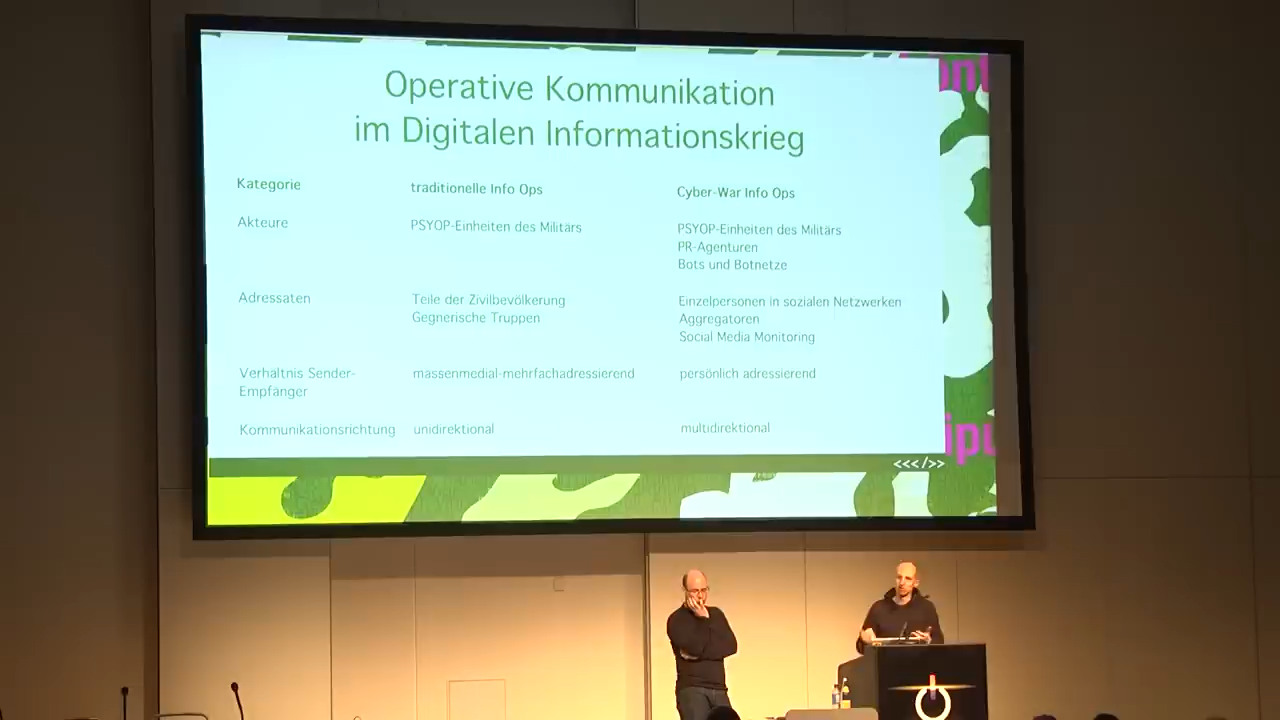 Operative Kommunikation
im Digitalen Informationskrieg
Kategorie traditionelle Info Ops Cyber-War Info Ops
Akteure PSYOP-Einheiten des Militärs PSYOP-Einheiten des Militärs
PR-Agenturen
Bots und Botnetze
Adressaten Teile der Zivilbevölkerung Einzelpersonen in sozialen Netzwerken
Gegnerische Truppen Aggregatoren
Social Media Monitoring
Verhältnis Sender- massenmedial-mehrfachadressierend persönlich adressierend
Empfänger
Kommunikationsrichtung unidirektional multidirektional
<<</>>